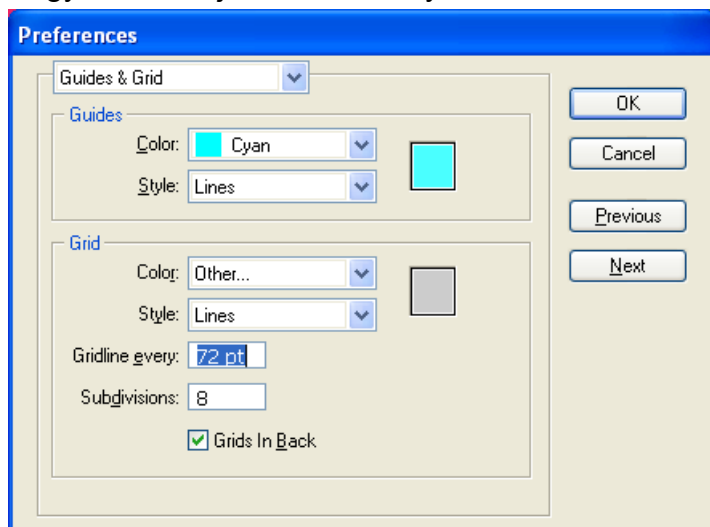 Preferences
Guides & Grid
Guides
Color: Cyan
Style: Lines
Grid
Color: Other...
Style: Lines
Gridline every: 72 pt
Subdivisions: 8
Grids In Back
OK
Cancel
Previous
Next